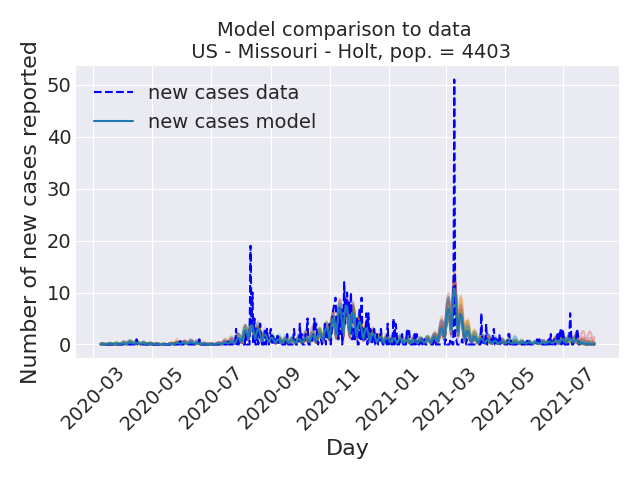 Model comparison to data
US - Missouri - Holt, pop. = 4403
Number of new cases reported
50
40
30
20
10
0
new cases data
new cases model
2020-03
2020-05
2020-07
2020-09
2020-11
2021-01
2021-03
2021-05
2021-07
Day